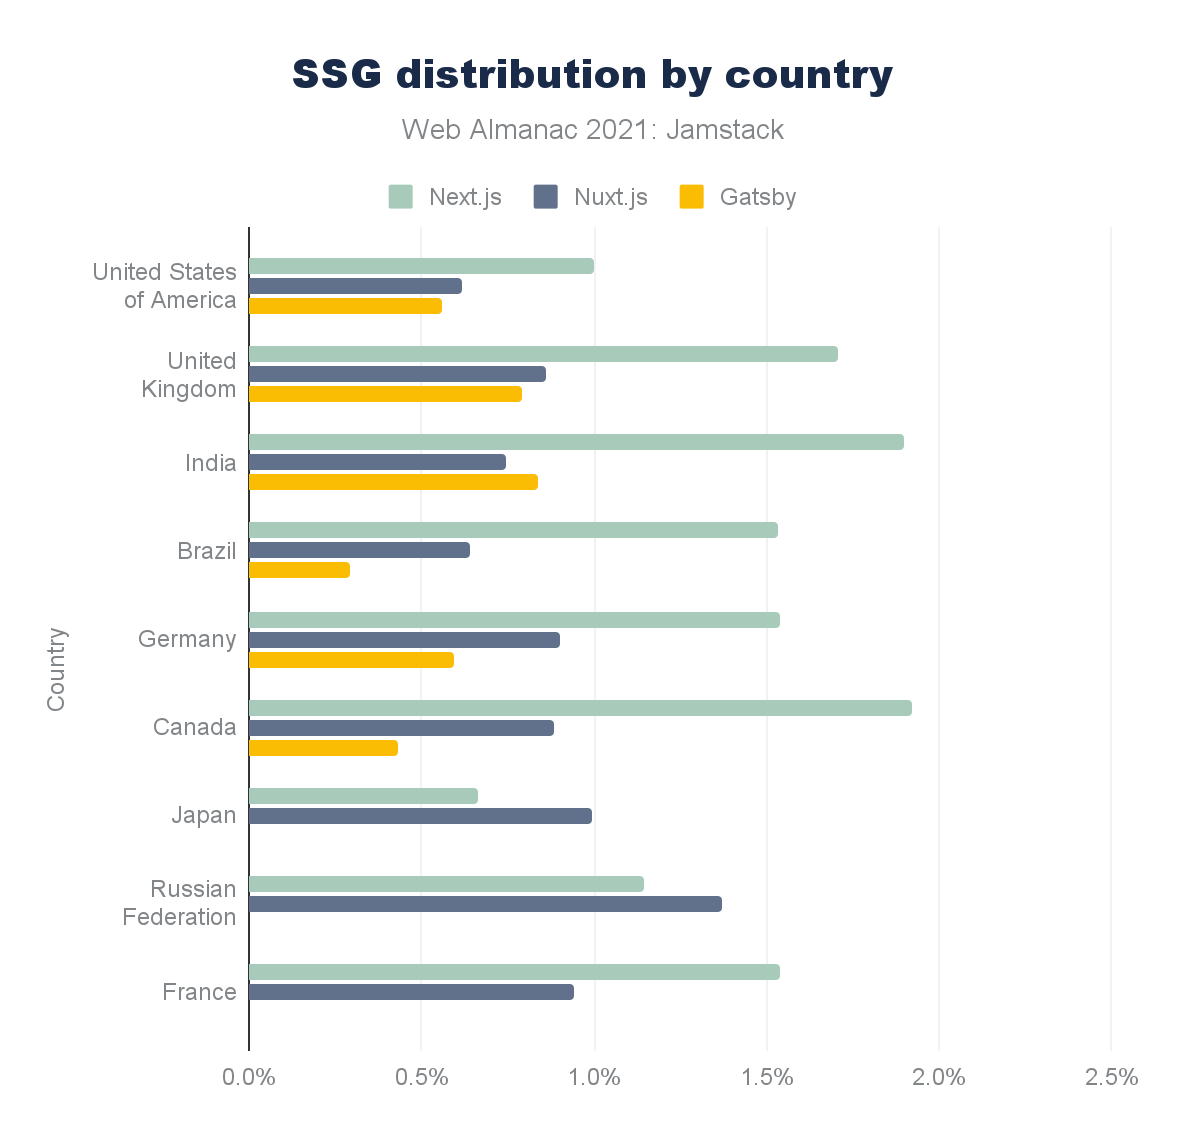 SSG distribution by country
Web Almanac 2021: Jamstack
Next.js
Nuxt.js
Gatsby
United States
of America
United
Kingdom
India
Brazil
Germany
Canada
Japan
Russian
Federation
France
Country
0.0%
0.5%
1.0%
1.5%
2.0%
2.5%